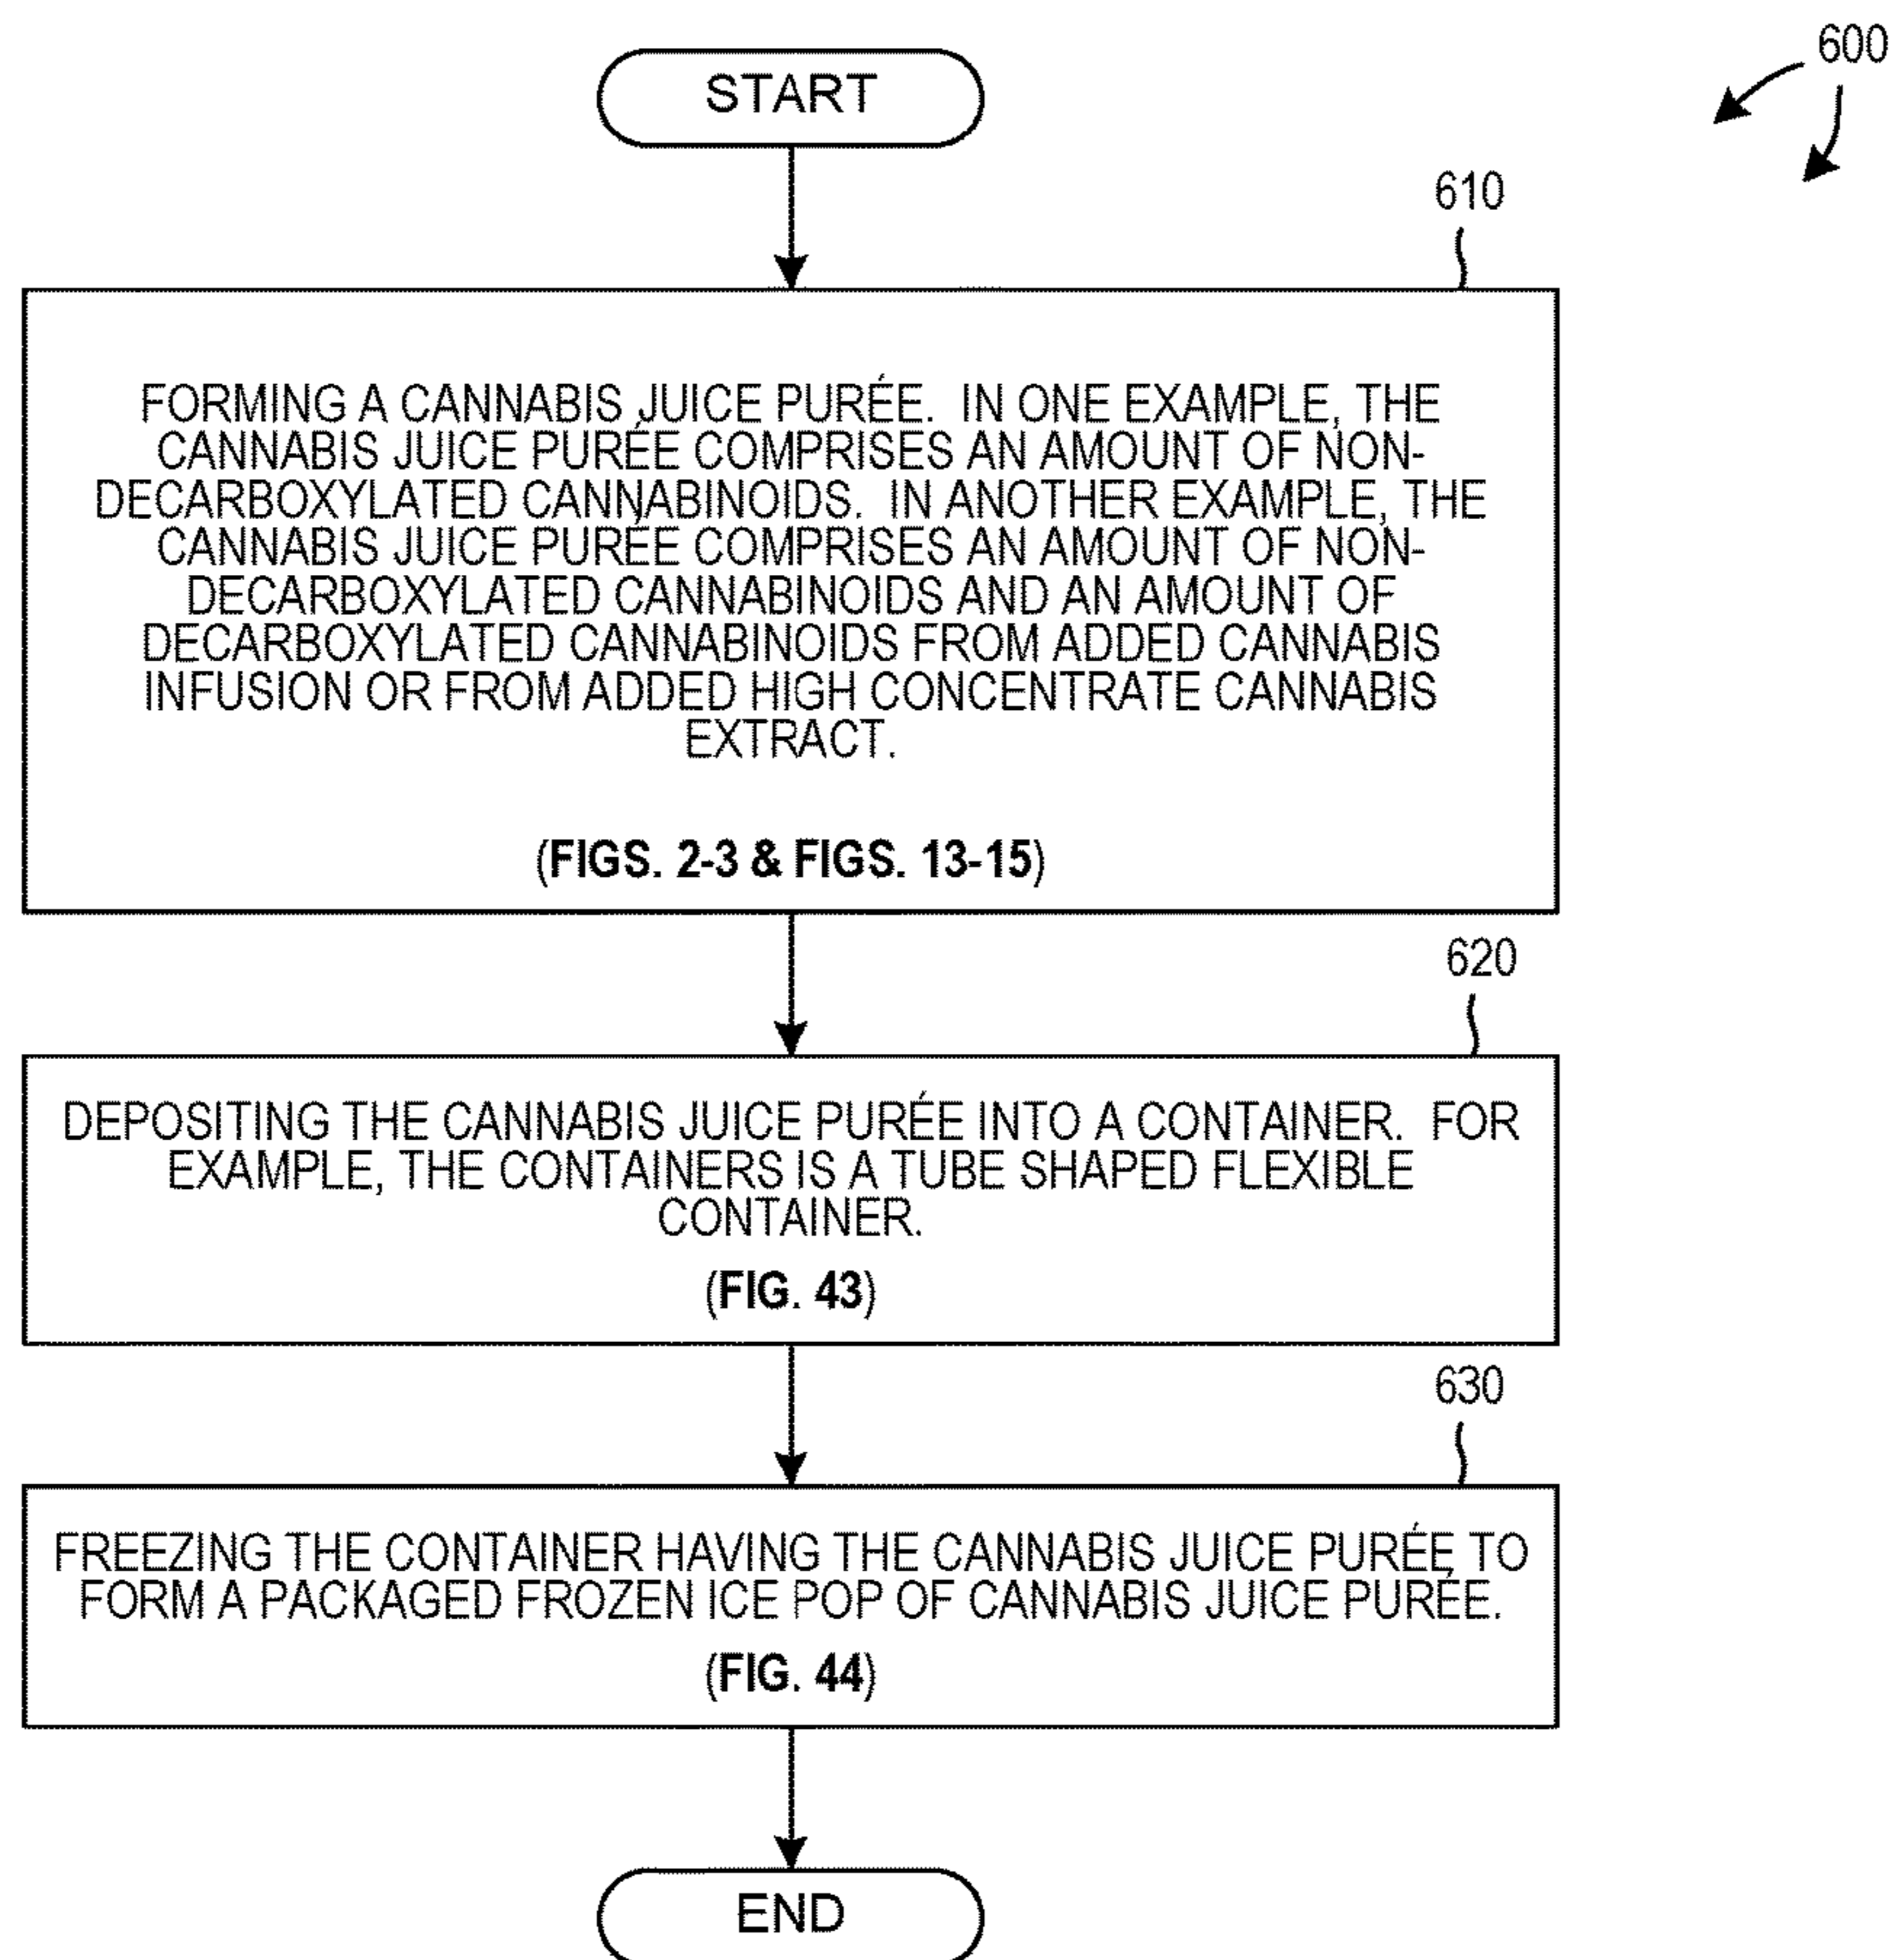 START
600
610
FORMING A CANNABIS JUICE PURÉE. IN ONE EXAMPLE, THE
CANNABIS JUICE PURÉE COMPRISES AN AMOUNT OF NON-
DECARBOXYLATED CANNABINOIDS. IN ANOTHER EXAMPLE, THE
CANNABIS JUICE PURÉE COMPRISES AN AMOUNT OF NON-
DECARBOXYLATED CANNABINOIDS AND AN AMOUNT OF
DECARBOXYLATED CANNABINOIDS FROM ADDED CANNABIS
INFUSION OR FROM ADDED HIGH CONCENTRATE CANNABIS
EXTRACT.
(FIGS. 2-3 & FIGS. 13-15)
620
DEPOSITING THE CANNABIS JUICE PURÉE INTO A CONTAINER. FOR
EXAMPLE, THE CONTAINERS IS A TUBE SHAPED FLEXIBLE
CONTAINER.
(FIG. 43)
630
FREEZING THE CONTAINER HAVING THE CANNABIS JUICE PURÉE TO
FORM A PACKAGED FROZEN ICE POP OF CANNABIS JUICE PURÉE.
(FIG. 44)
END